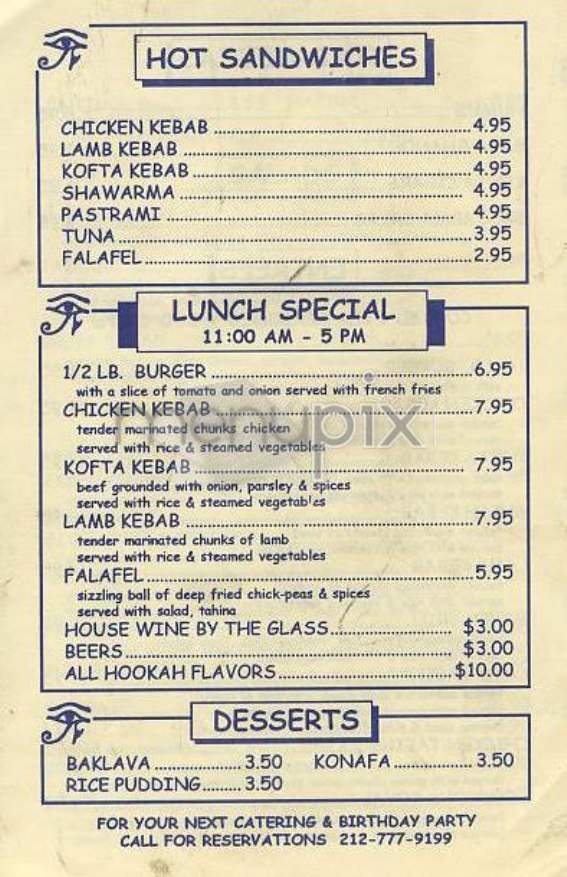 HOT SANDWICHES
CHICKEN KEBAB 4.95
LAMB KEBAB 4.95
KOFTA KEBAB 4.95
SHAWARMA 4.95
PASTRAMI 4.95
TUNA 3.95
FALAFEL 2.95
LUNCH SPECIAL
11:00 AM - 5 PM
1/2 LB. BURGER 6.95
with a slice of tomato and onion served with french fries
CHICKEN KEBAB 7.95
tender marinated chunks chicken
served with rice & steamed vegetables
KOFTA KEBAB 7.95
beef grounded with onion, parsley & spices
served with rice & steamed vegetables
LAMB KEBAB 7.95
tender marinated chunks of lamb
served with rice & steamed vegetables
FALAFEL 5.95
sizzling ball of deep fried chick-peas & spices
served with salad, tahina
HOUSE WINE BY THE GLASS $3.00
BEERS $3.00
ALL HOOKAH FLAVORS $10.00
menupix
DESSERTS
BAKLAVA 3.50 KONAFA 3.50
RICE PUDDING 3.50
FOR YOUR NEXT CATERING & BIRTHDAY PARTY
CALL FOR RESERVATIONS 212-777-9199